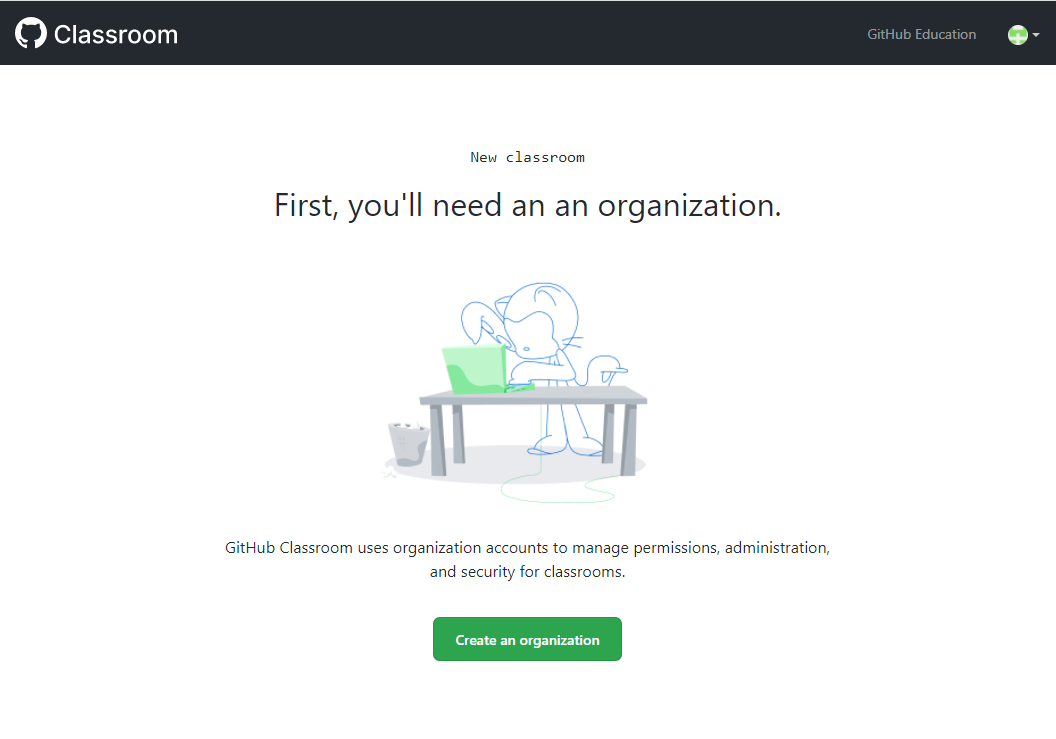 Classroom
GitHub Education
New classroom
First, you'll need an an organization.
GitHub Classroom uses organization accounts to manage permissions, administration,
and security for classrooms.
Create an organization